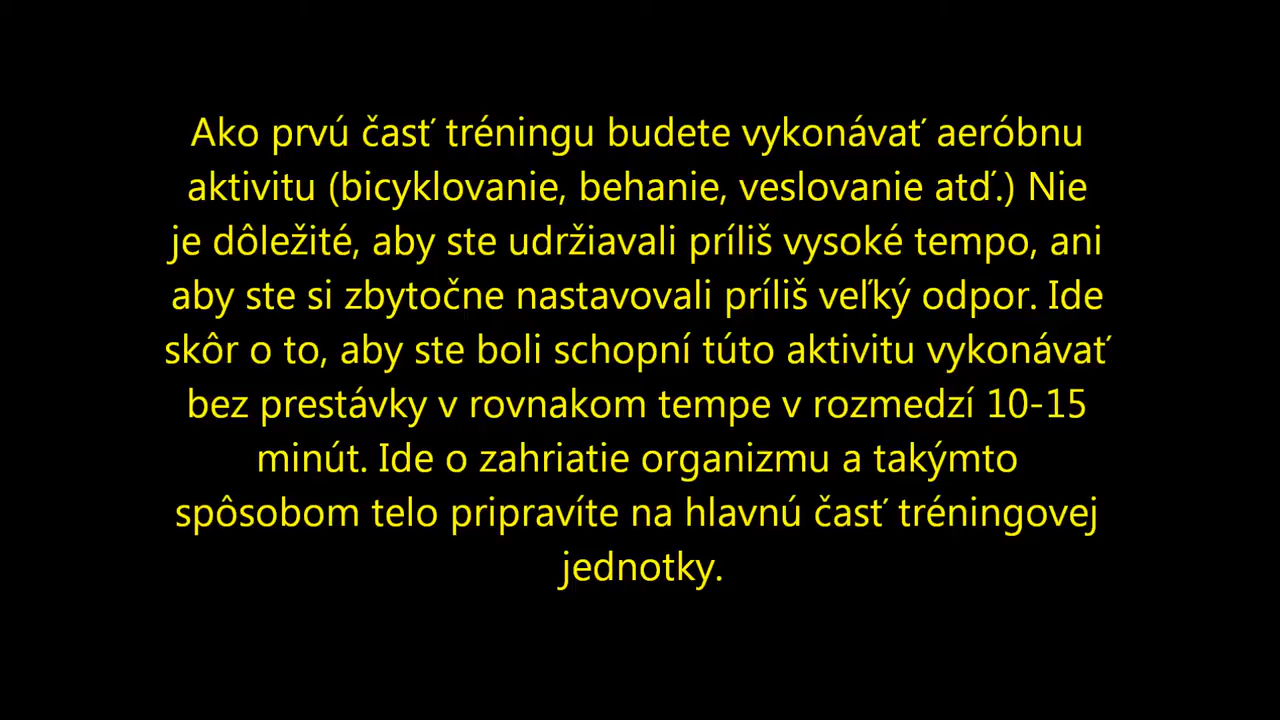 Ako prvú časť tréningu budete vykonávať aeróbnu
aktivitu (bicyklovanie, behanie, veslovanie atď.) Nie
je dôležité, aby ste udržiavali príliš vysoké tempo, ani
aby ste si zbytočne nastavovali príliš veľký odpor. Ide
skôr o to, aby ste boli schopní túto aktivitu vykonávať
bez prestávky v rovnakom tempe v rozmedzí 10-15
minút. Ide o zahriatie organizmu a takýmto
spôsobom telo pripravíte na hlavnú časť tréningovej
jednotky.